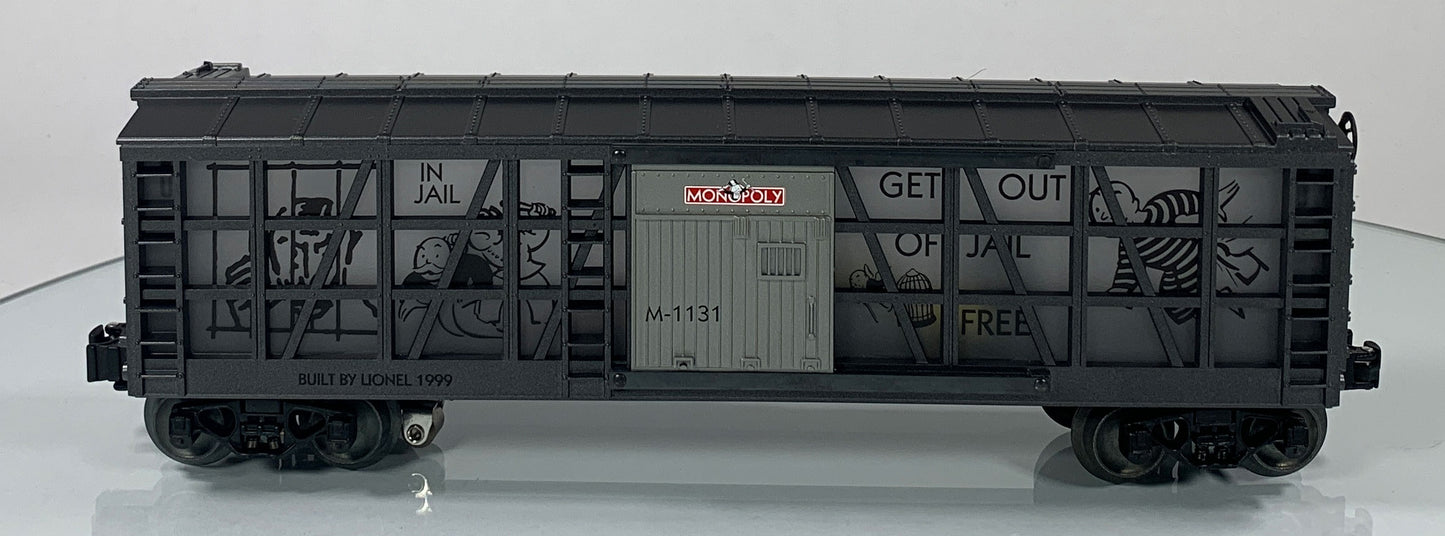 IN
JAIL
MONOPOLY
M-1131
GET OUT
OF JAIL
FREE
BUILT BY LIONEL 1999